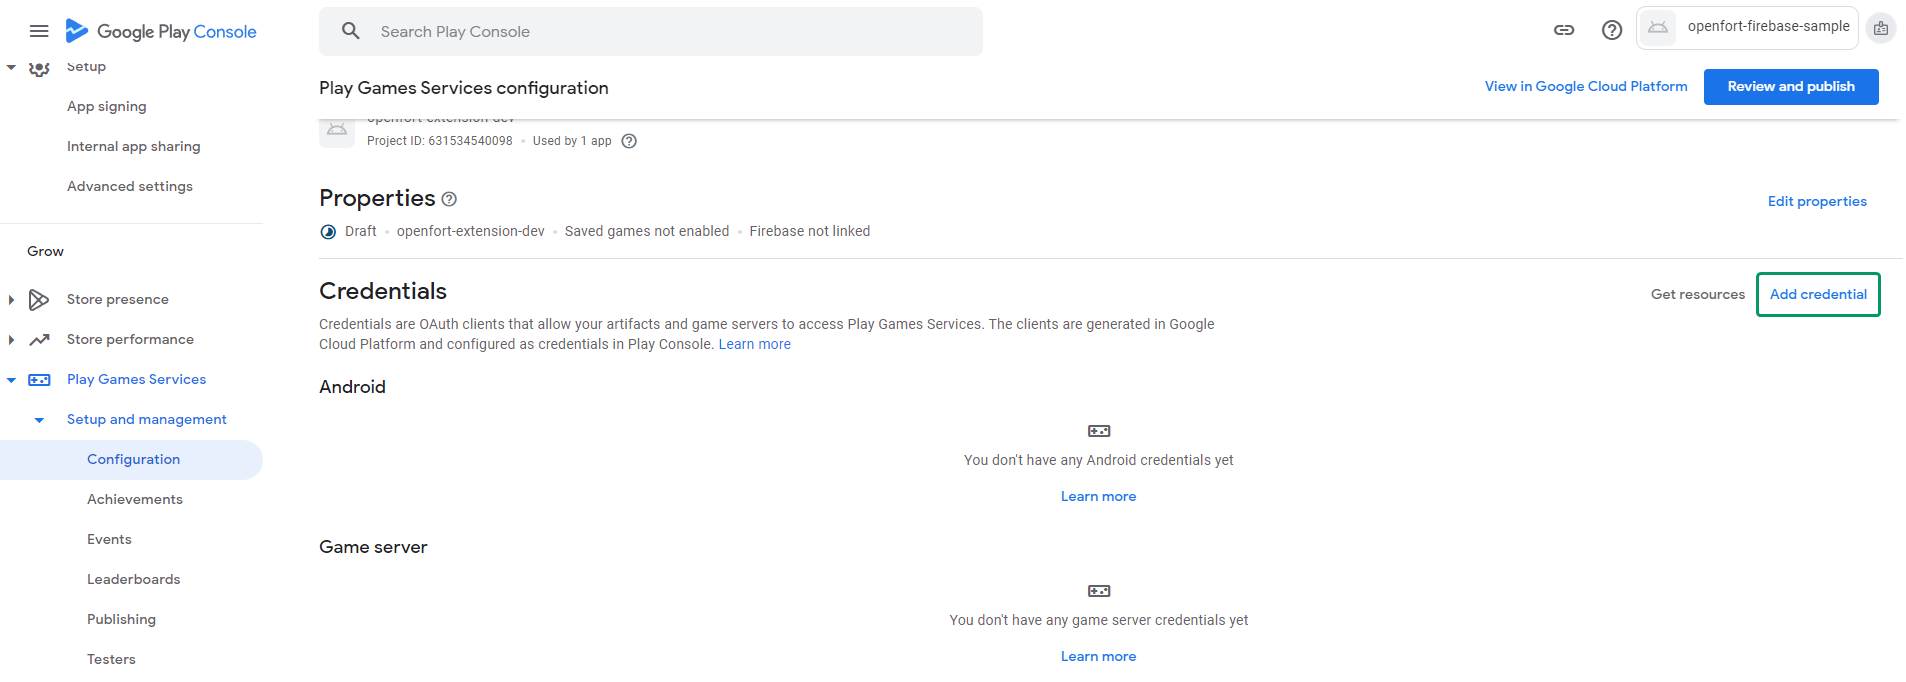 Google Play Console
Search Play Console
openfort-firebase-sample
Setup
App signing
Internal app sharing
Advanced settings
Grow
Store presence
Store performance
Play Games Services
Setup and management
Configuration
Achievements
Events
Leaderboards
Publishing
Testers
Play Games Services configuration
View in Google Cloud Platform
Review and publish
openfort-extension-dev
Project ID: 631534540098 • Used by 1 app
Properties
Edit properties
Draft • openfort-extension-dev • Saved games not enabled • Firebase not linked
Credentials
Get resources
Add credential
Credentials are OAuth clients that allow your artifacts and game servers to access Play Games Services. The clients are generated in Google
Cloud Platform and configured as credentials in Play Console. Learn more
Android
You don't have any Android credentials yet
Learn more
Game server
You don't have any game server credentials yet
Learn more